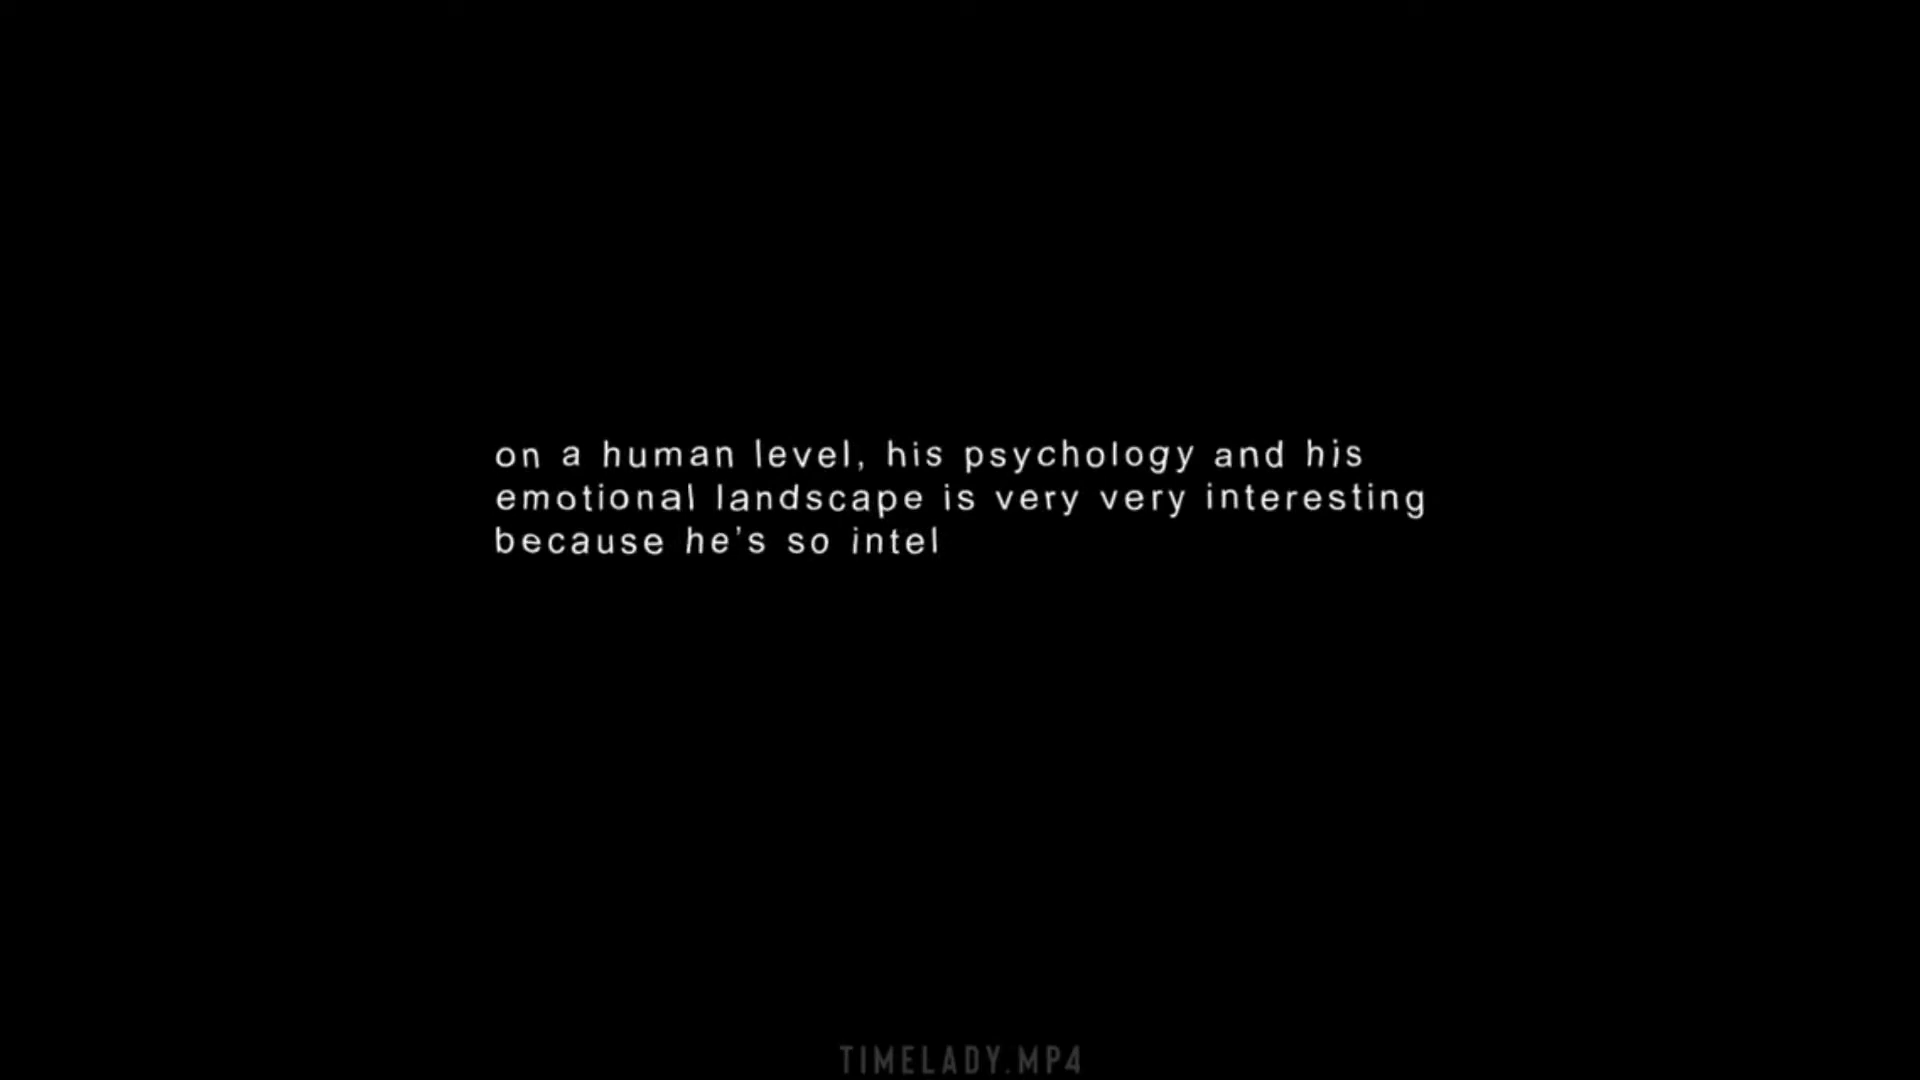 on a human level, his psychology and his
emotional landscape is very very interesting
because he's so intel
TIMELADY.MP4